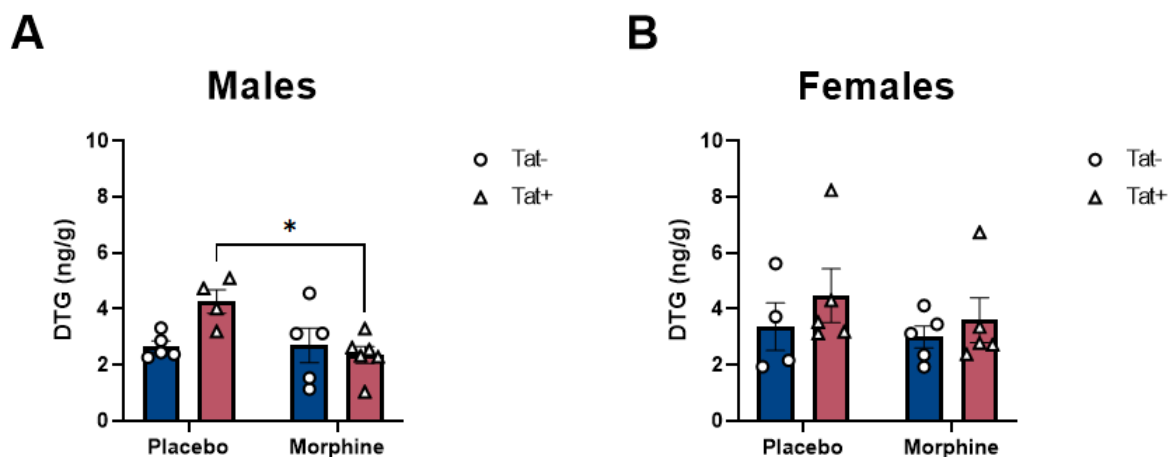 A
Males
10
8
6
4
2
0
DTG (ng/g)
*
Placebo
Morphine
Tat-
Tat+
B
Females
10
8
6
4
2
0
DTG (ng/g)
Placebo
Morphine
Tat-
Tat+